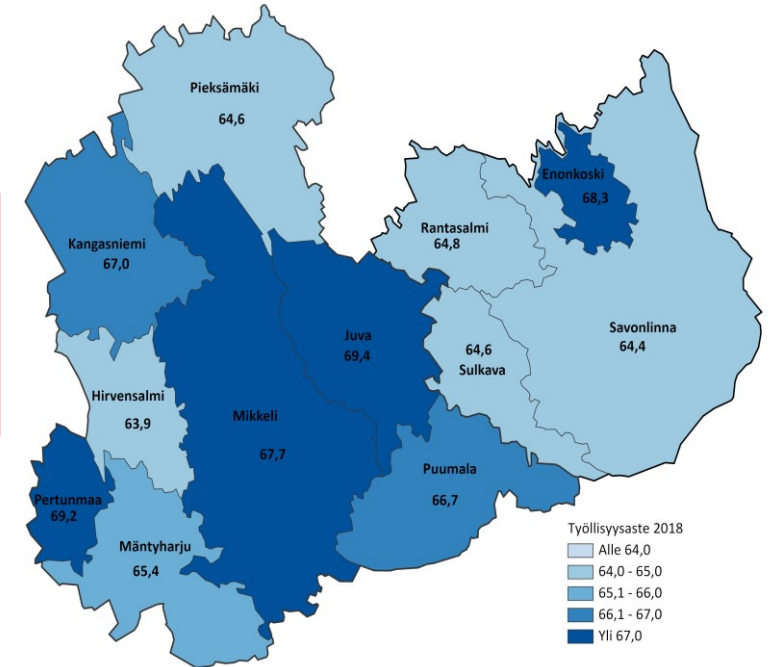 Pieksämäki
64,6
Enonkoski
68,3
Rantasalmi
64,8
Kangasniemi
67,0
Savonlinna
64,4
Juva
69,4
64,6
Sulkava
Hirvensalmi
63,9
Mikkeli
67,7
Puumala
66,7
Pertunmaa
69,2
Mäntyharju
65,4
Työllisyysaste 2018
Alle 64,0
64,0 - 65,0
65,1 - 66,0
66,1 - 67,0
Yli 67,0